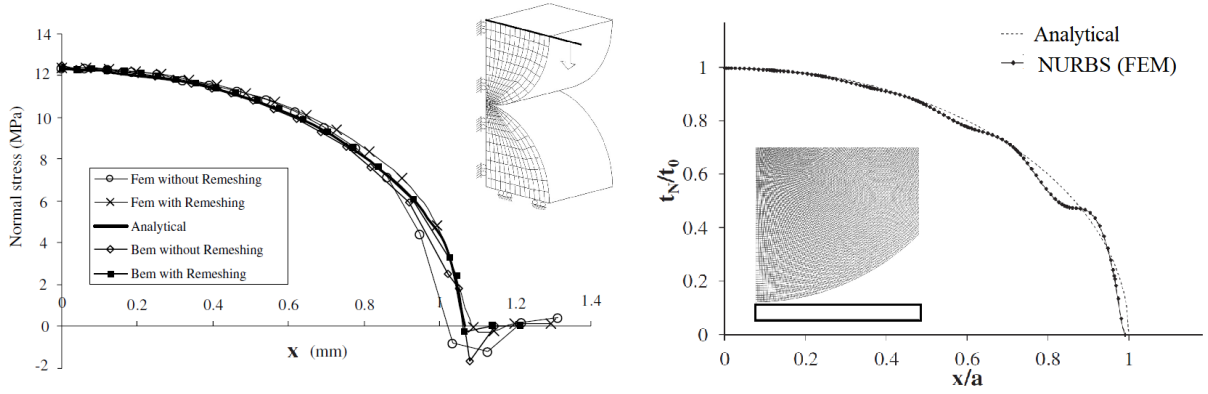 14
12
10
8
6
4
2
0
-2
Normal stress (MPa)
Fem without Remeshing
Fem with Remeshing
Analytical
Bem without Remeshing
Bem with Remeshing
0 0.2 0.4 0.6 0.8 1.0 1.2 1.4
x (mm)
Analytical
NURBS (FEM)
1
0.8
0.6
0.4
0.2
0
tN/t0
0 0.2 0.4 0.6 0.8 1
x/a